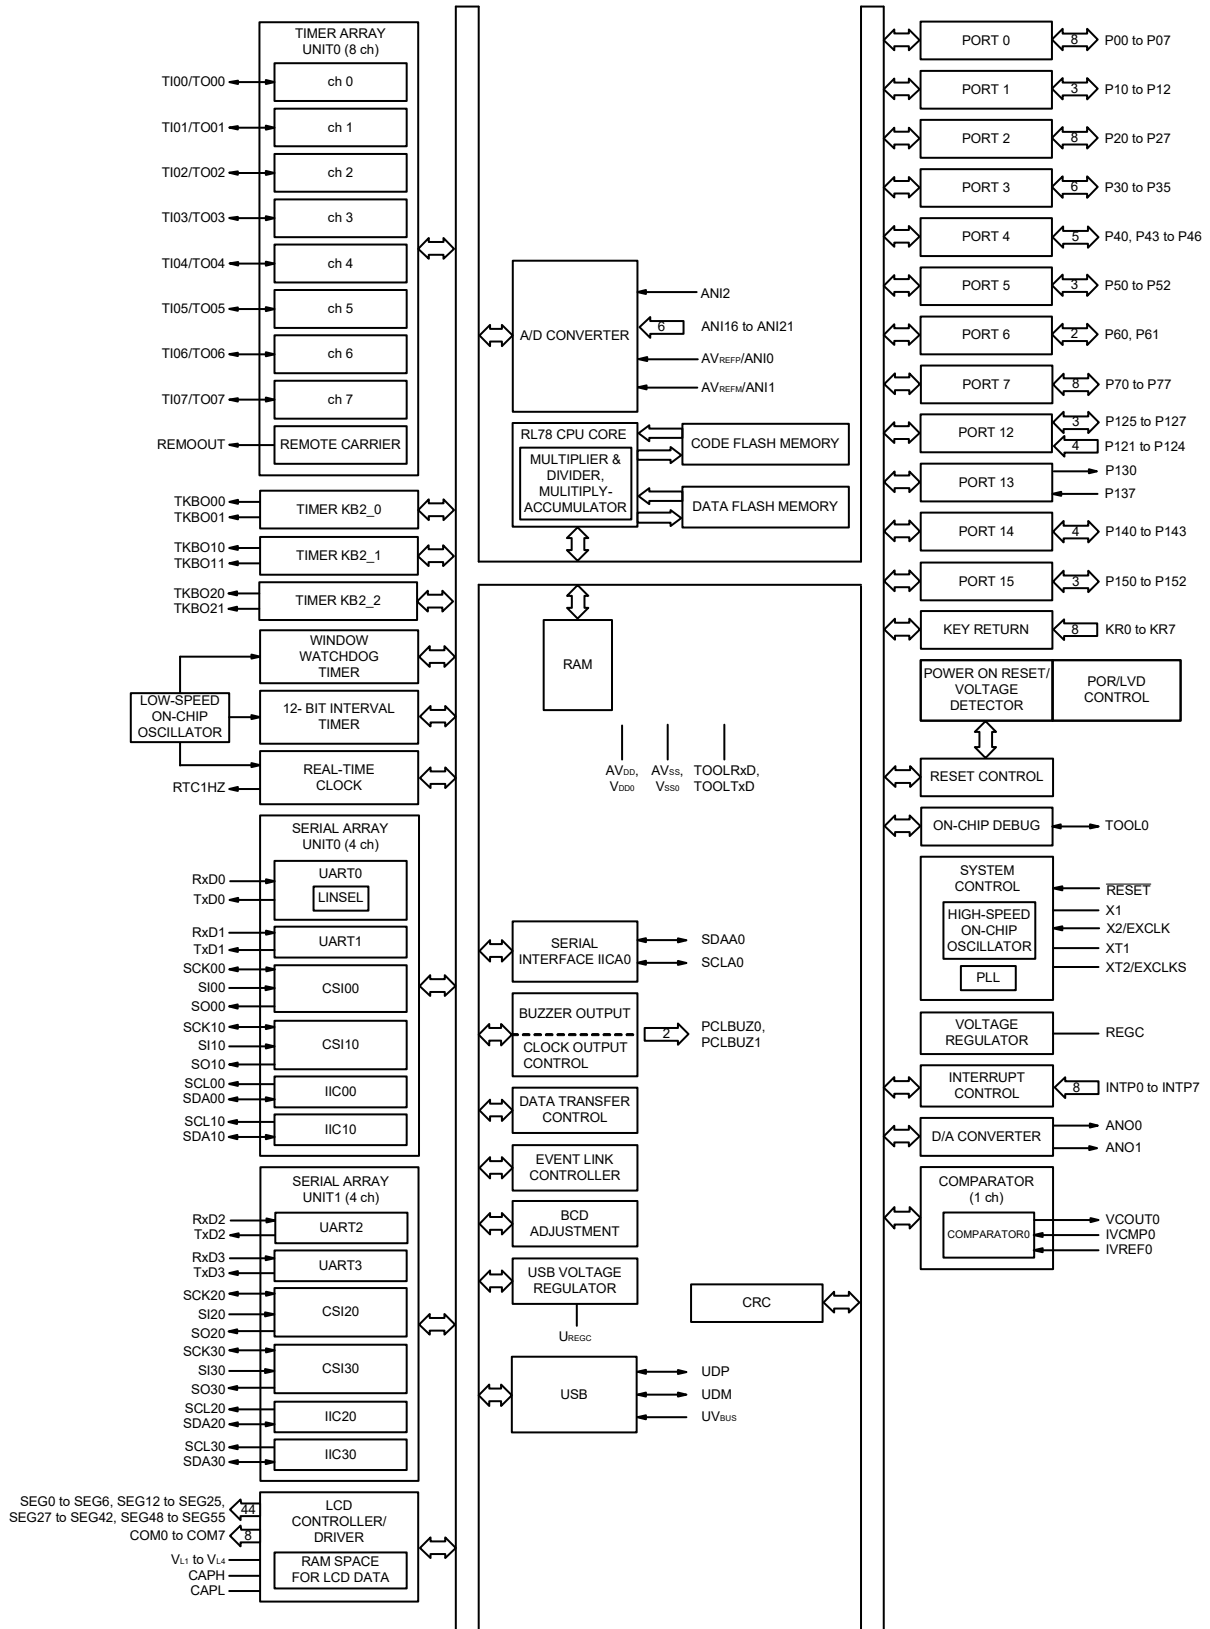 TIMER ARRAY
UNIT0 (8 ch)
TI00/TO00
ch 0
TI01/TO01
ch 1
TI02/TO02
ch 2
TI03/TO03
ch 3
TI04/TO04
ch 4
TI05/TO05
ch 5
TI06/TO06
ch 6
TI07/TO07
ch 7
REMOOUT
REMOTE CARRIER
TKBO00
TKBO01
TIMER KB2_0
TKBO10
TKBO11
TIMER KB2_1
TKBO20
TKBO21
TIMER KB2_2
WINDOW
WATCHDOG
TIMER
LOW-SPEED
ON-CHIP
OSCILLATOR
12- BIT INTERVAL
TIMER
REAL-TIME
CLOCK
RTC1HZ
SERIAL ARRAY
UNIT0 (4 ch)
RxD0
TxD0
UART0
LINSEL
RxD1
TxD1
UART1
SCK00
SI00
SO00
CSI00
SCK10
SI10
SO10
CSI10
SCL00
SDA00
IIC00
SCL10
SDA10
IIC10
SERIAL ARRAY
UNIT1 (4 ch)
RxD2
TxD2
UART2
RxD3
TxD3
UART3
SCK20
SI20
SO20
CSI20
SCK30
SI30
SO30
CSI30
SCL20
SDA20
IIC20
SCL30
SDA30
IIC30
SEG0 to SEG6, SEG12 to SEG25,
SEG27 to SEG42, SEG48 to SEG55
44
COM0 to COM7
8
VL1 to VL4
CAPH
CAPL
LCD
CONTROLLER/
DRIVER
RAM SPACE
FOR LCD DATA
A/D CONVERTER
ANI2
6
ANI16 to ANI21
AVREFP/ANI0
AVREFM/ANI1
RL78 CPU CORE
MULTIPLIER &
DIVIDER,
MULITIPLY-
ACCUMULATOR
CODE FLASH MEMORY
DATA FLASH MEMORY
RAM
AVDD,
VDD0
AVSS,
VSS0
TOOLRxD,
TOOLTxD
SERIAL
INTERFACE IICA0
SDAA0
SCLA0
BUZZER OUTPUT
CLOCK OUTPUT
CONTROL
2
PCLBUZ0,
PCLBUZ1
DATA TRANSFER
CONTROL
EVENT LINK
CONTROLLER
BCD
ADJUSTMENT
USB VOLTAGE
REGULATOR
UREGC
CRC
USB
UDP
UDM
UVBUS
PORT 0
8
P00 to P07
PORT 1
3
P10 to P12
PORT 2
8
P20 to P27
PORT 3
6
P30 to P35
PORT 4
5
P40, P43 to P46
PORT 5
3
P50 to P52
PORT 6
2
P60, P61
PORT 7
8
P70 to P77
PORT 12
3
P125 to P127
4
P121 to P124
PORT 13
P130
P137
PORT 14
4
P140 to P143
PORT 15
3
P150 to P152
KEY RETURN
8
KR0 to KR7
POWER ON RESET/
VOLTAGE
DETECTOR
POR/LVD
CONTROL
RESET CONTROL
ON-CHIP DEBUG
TOOL0
SYSTEM
CONTROL
HIGH-SPEED
ON-CHIP
OSCILLATOR
PLL
RESET
X1
X2/EXCLK
XT1
XT2/EXCLKS
VOLTAGE
REGULATOR
REGC
INTERRUPT
CONTROL
8
INTP0 to INTP7
D/A CONVERTER
ANO0
ANO1
COMPARATOR
(1 ch)
COMPARATOR0
VCOUT0
IVCMP0
IVREF0